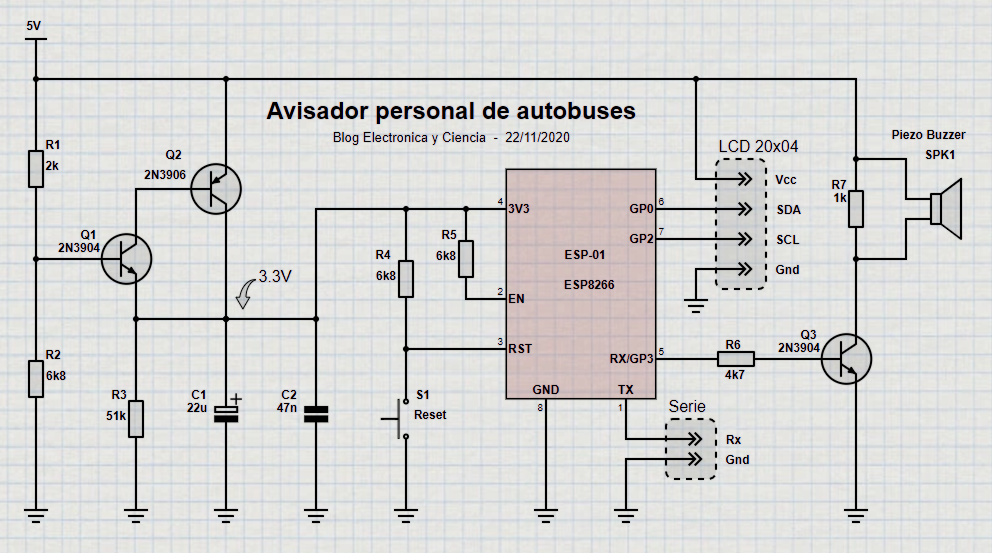 5V
Avisador personal de autobuses
Blog Electronica y Ciencia - 22/11/2020
R1
2k
Q2
2N3906
Q1
2N3904
3.3V
R2
6k8
R3
51k
C1
22u
+
C2
47n
R4
6k8
R5
6k8
S1
Reset
4
3V3
2
EN
3
RST
ESP-01
ESP8266
GP0
6
GP2
7
RX/GP3
5
GND
8
TX
1
LCD 20x04
Vcc
SDA
SCL
Gnd
Serie
Rx
Gnd
R6
4k7
Q3
2N3904
R7
1k
Piezo Buzzer
SPK1